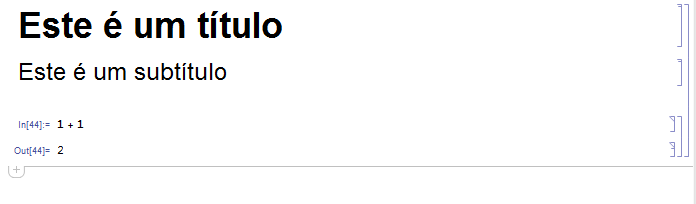 Este é um título
Este é um subtítulo
In[44]:= 1 + 1
Out[44]= 2